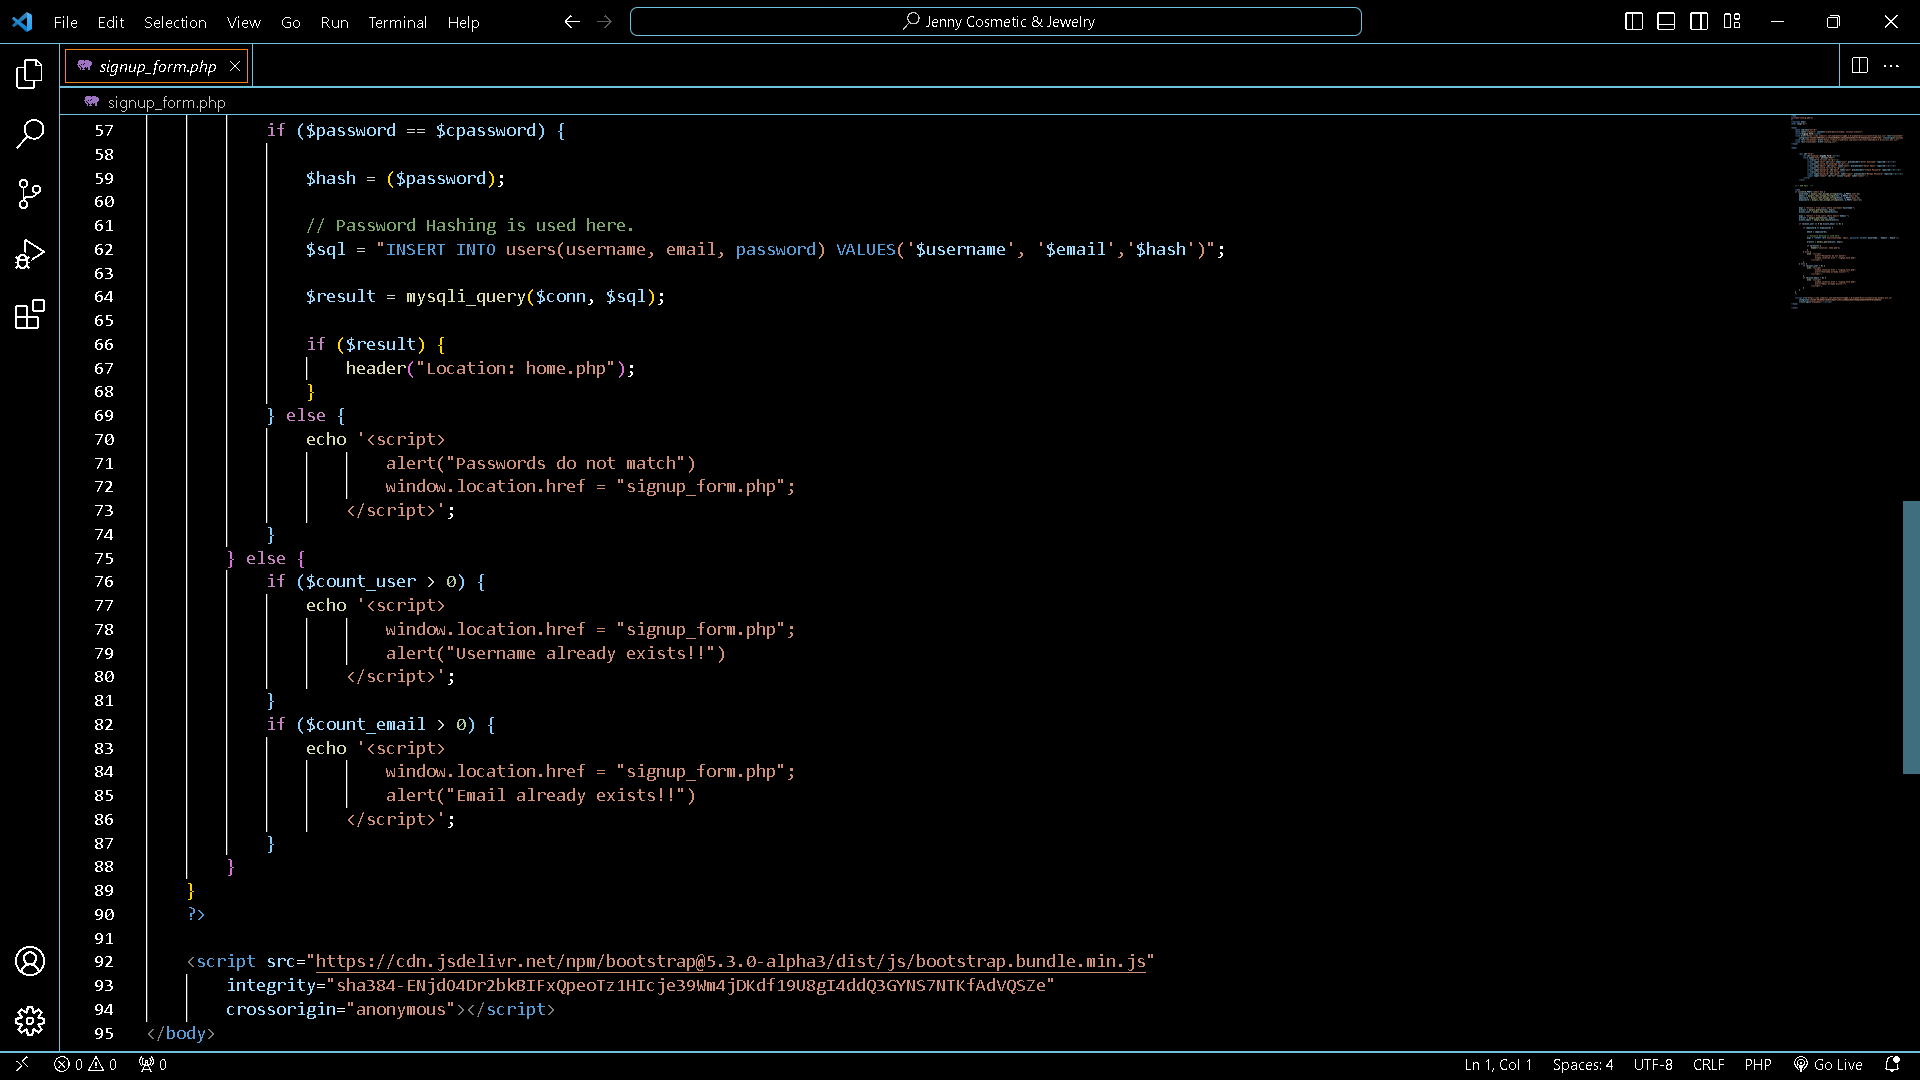 File Edit Selection View Go Run Terminal Help
Jenny Cosmetic & Jewelry
signup_form.php
signup_form.php
57 if ($password == $cpassword) {
58
59 $hash = ($password);
60
61 // Password Hashing is used here.
62 $sql = "INSERT INTO users(username, email, password) VALUES('$username', '$email','$hash')";
63
64 $result = mysqli_query($conn, $sql);
65
66 if ($result) {
67 header("Location: home.php");
68 }
69 } else {
70 echo '<script>
71 alert("Passwords do not match")
72 window.location.href = "signup_form.php";
73 </script>';
74 }
75 } else {
76 if ($count_user > 0) {
77 echo '<script>
78 window.location.href = "signup_form.php";
79 alert("Username already exists!!")
80 </script>';
81 }
82 if ($count_email > 0) {
83 echo '<script>
84 window.location.href = "signup_form.php";
85 alert("Email already exists!!")
86 </script>';
87 }
88 }
89 }
90 ?>
91
92 <script src="https://cdn.jsdelivr.net/npm/bootstrap@5.3.0-alpha3/dist/js/bootstrap.bundle.min.js"
93 integrity="sha384-ENjdO4Dr2bkBIFxQpeoTz1HIcje39Wm4jDKdf19U8gI4ddQ3GYNS7NTKfAdVQSZe"
94 crossorigin="anonymous"></script>
95 </body>
0 0 0 Ln 1, Col 1 Spaces: 4 UTF-8 CRLF PHP Go Live